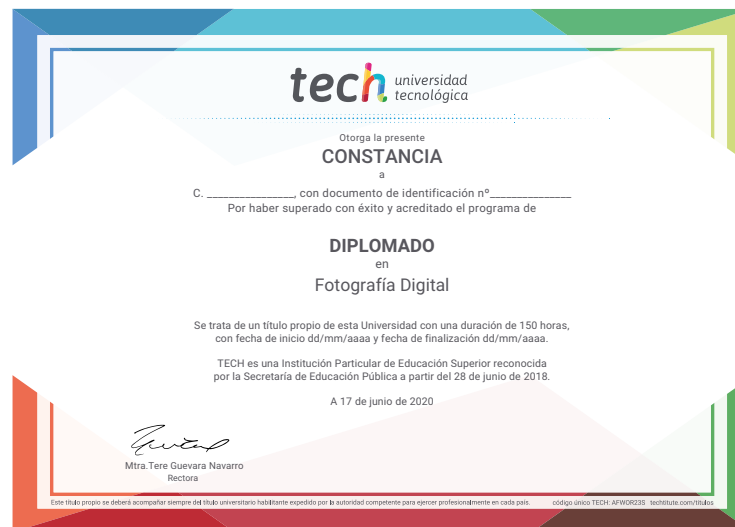 tech universidad
tecnológica
Otorga la presente
CONSTANCIA
a
C. ________________, con documento de identificación nº_______________
Por haber superado con éxito y acreditado el programa de
DIPLOMADO
en
Fotografía Digital
Se trata de un título propio de esta Universidad con una duración de 150 horas,
con fecha de inicio dd/mm/aaaa y fecha de finalización dd/mm/aaaa.
TECH es una Institución Particular de Educación Superior reconocida
por la Secretaría de Educación Pública a partir del 28 de junio de 2018.
A 17 de junio de 2020
Mtra.Tere Guevara Navarro
Rectora
Este título propio se deberá acompañar siempre del título universitario habilitante expedido por la autoridad competente para ejercer profesionalmente en cada país. código único TECH: AFWOR23S techtitute.com/títulos